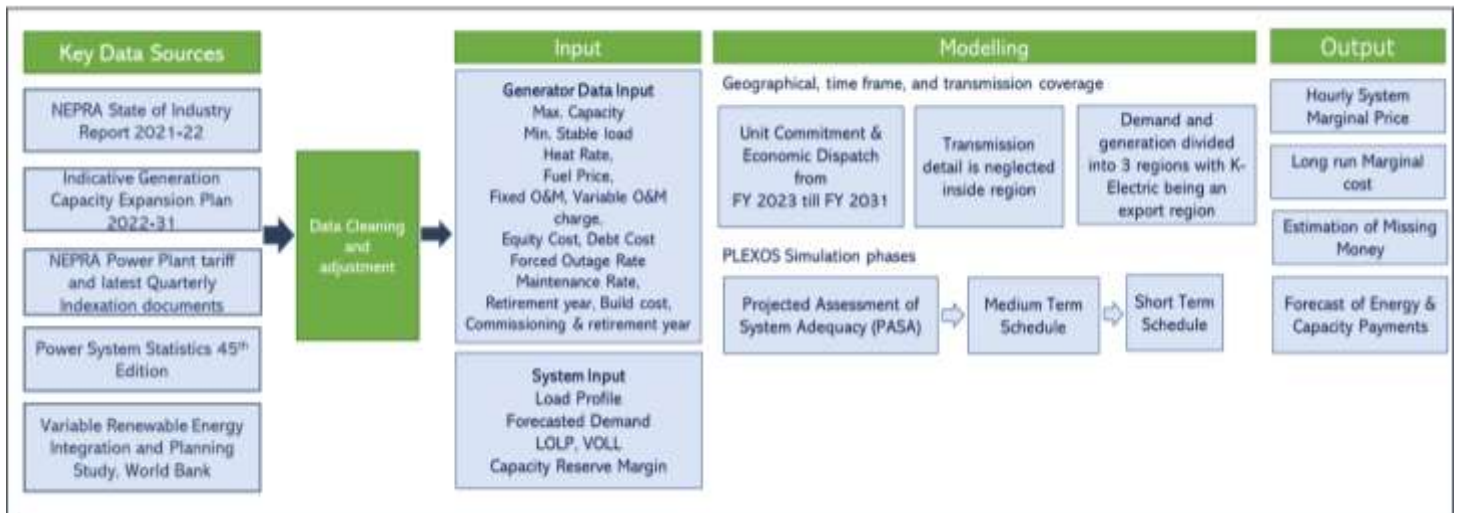 Key Data Sources
NEPRA State of Industry
Report 2021-22
Indicative Generation
Capacity Expansion Plan
2022-31
NEPRA Power Plant tariff
and latest Quarterly
Indexation documents
Power System Statistics 45th
Edition
Variable Renewable Energy
Integration and Planning
Study, World Bank
Data Cleaning
and
adjustment
Input
Generator Data Input
Max. Capacity
Min. Stable load
Heat Rate,
Fuel Price,
Fixed O&M, Variable O&M
charge,
Equity Cost, Debt Cost
Forced Outage Rate
Maintenance Rate,
Retirement year, Build cost,
Commissioning & retirement year
System Input
Load Profile
Forecasted Demand
LOLP, VOLL
Capacity Reserve Margin
Modelling
Geographical, time frame, and transmission coverage
Unit Commitment &
Economic Dispatch
from
FY 2023 till FY 2031
Transmission
detail is neglected
inside region
Demand and
generation divided
into 3 regions with K-
Electric being an
export region
PLEXOS Simulation phases
Projected Assessment of
System Adequacy (PASA)
Medium Term
Schedule
Short Term
Schedule
Output
Hourly System
Marginal Price
Long run Marginal
cost
Estimation of Missing
Money
Forecast of Energy &
Capacity Payments